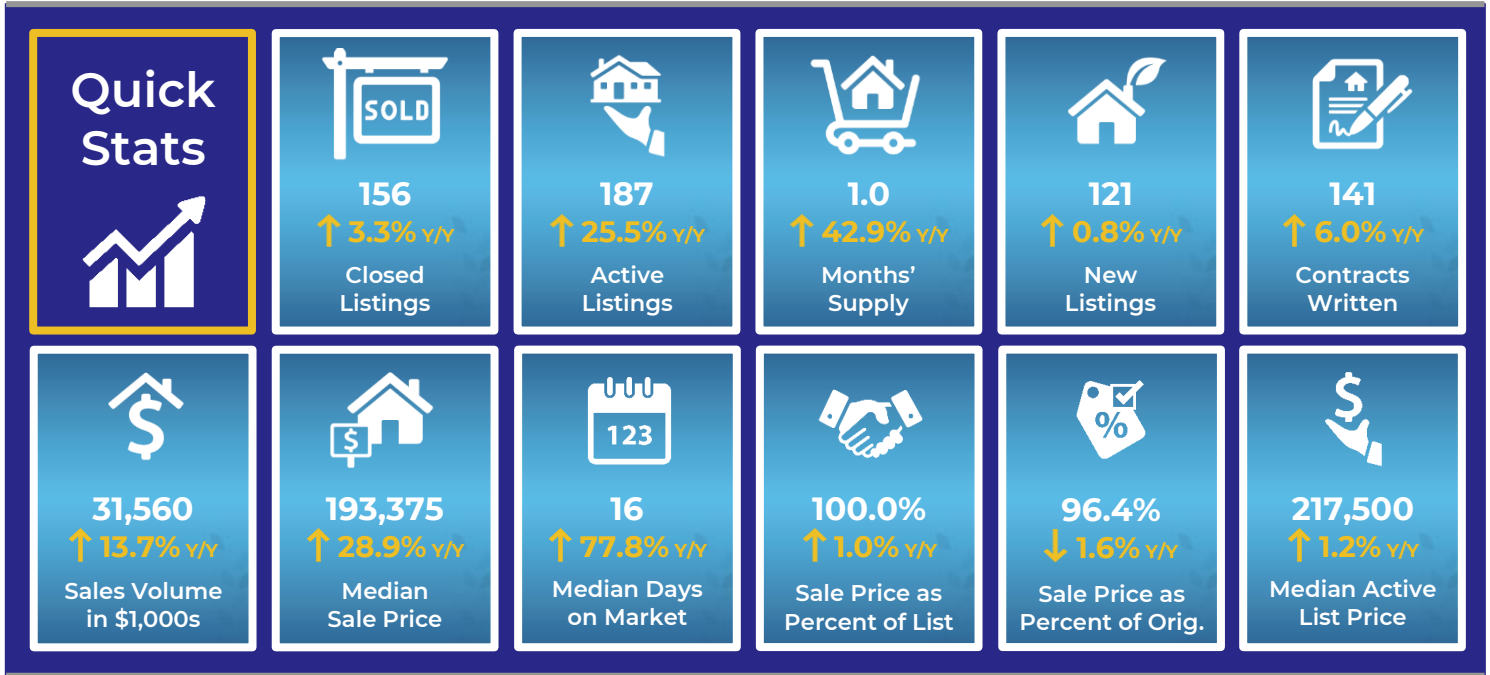 Quick
Stats
SOLD
156
↑ 3.3% Y/Y
Closed
Listings
187
↑ 25.5% Y/Y
Active
Listings
1.0
↑ 42.9% Y/Y
Months’
Supply
121
↑ 0.8% Y/Y
New
Listings
141
↑ 6.0% Y/Y
Contracts
Written
$
31,560
↑ 13.7% Y/Y
Sales Volume
in $1,000s
$
193,375
↑ 28.9% Y/Y
Median
Sale Price
123
16
↑ 77.8% Y/Y
Median Days
on Market
100.0%
↑ 1.0% Y/Y
Sale Price as
Percent of List
%
96.4%
↓ 1.6% Y/Y
Sale Price as
Percent of Orig.
$
217,500
↑ 1.2% Y/Y
Median Active
List Price